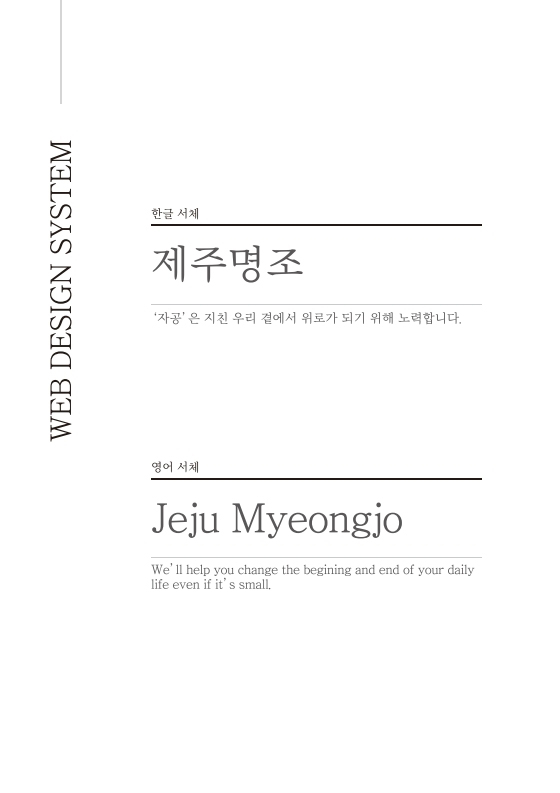 WEB DESIGN SYSTEM
한글 서체
제주명조
‘자공’은 지친 우리 곁에서 위로가 되기 위해 노력합니다.
영어 서체
Jeju Myeongjo
We’ll help you change the begining and end of your daily
life even if it’s small.